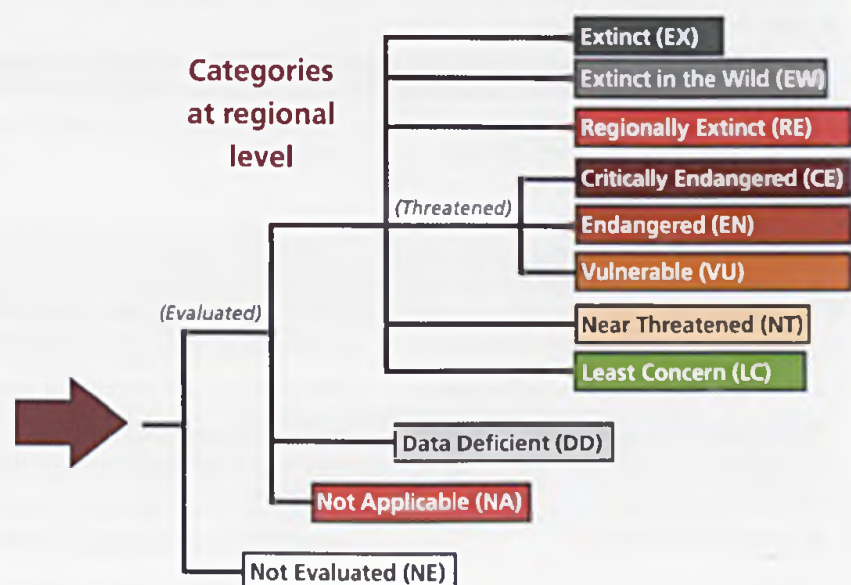 Categories
at regional
level
Extinct (EX)
Extinct in the Wild (EW)
Regionally Extinct (RE)
Critically Endangered (CE)
(Threatened)
Endangered (EN)
Vulnerable (VU)
(Evaluated)
Near Threatened (NT)
Least Concern (LC)
Data Deficient (DD)
Not Applicable (NA)
Not Evaluated (NE)